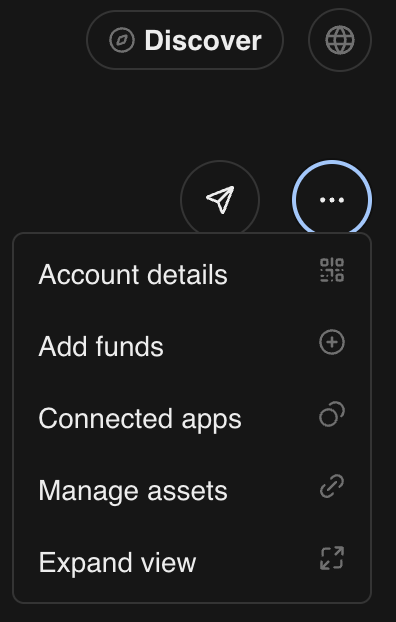 Discover
Account details
Add funds
Connected apps
Manage assets
Expand view